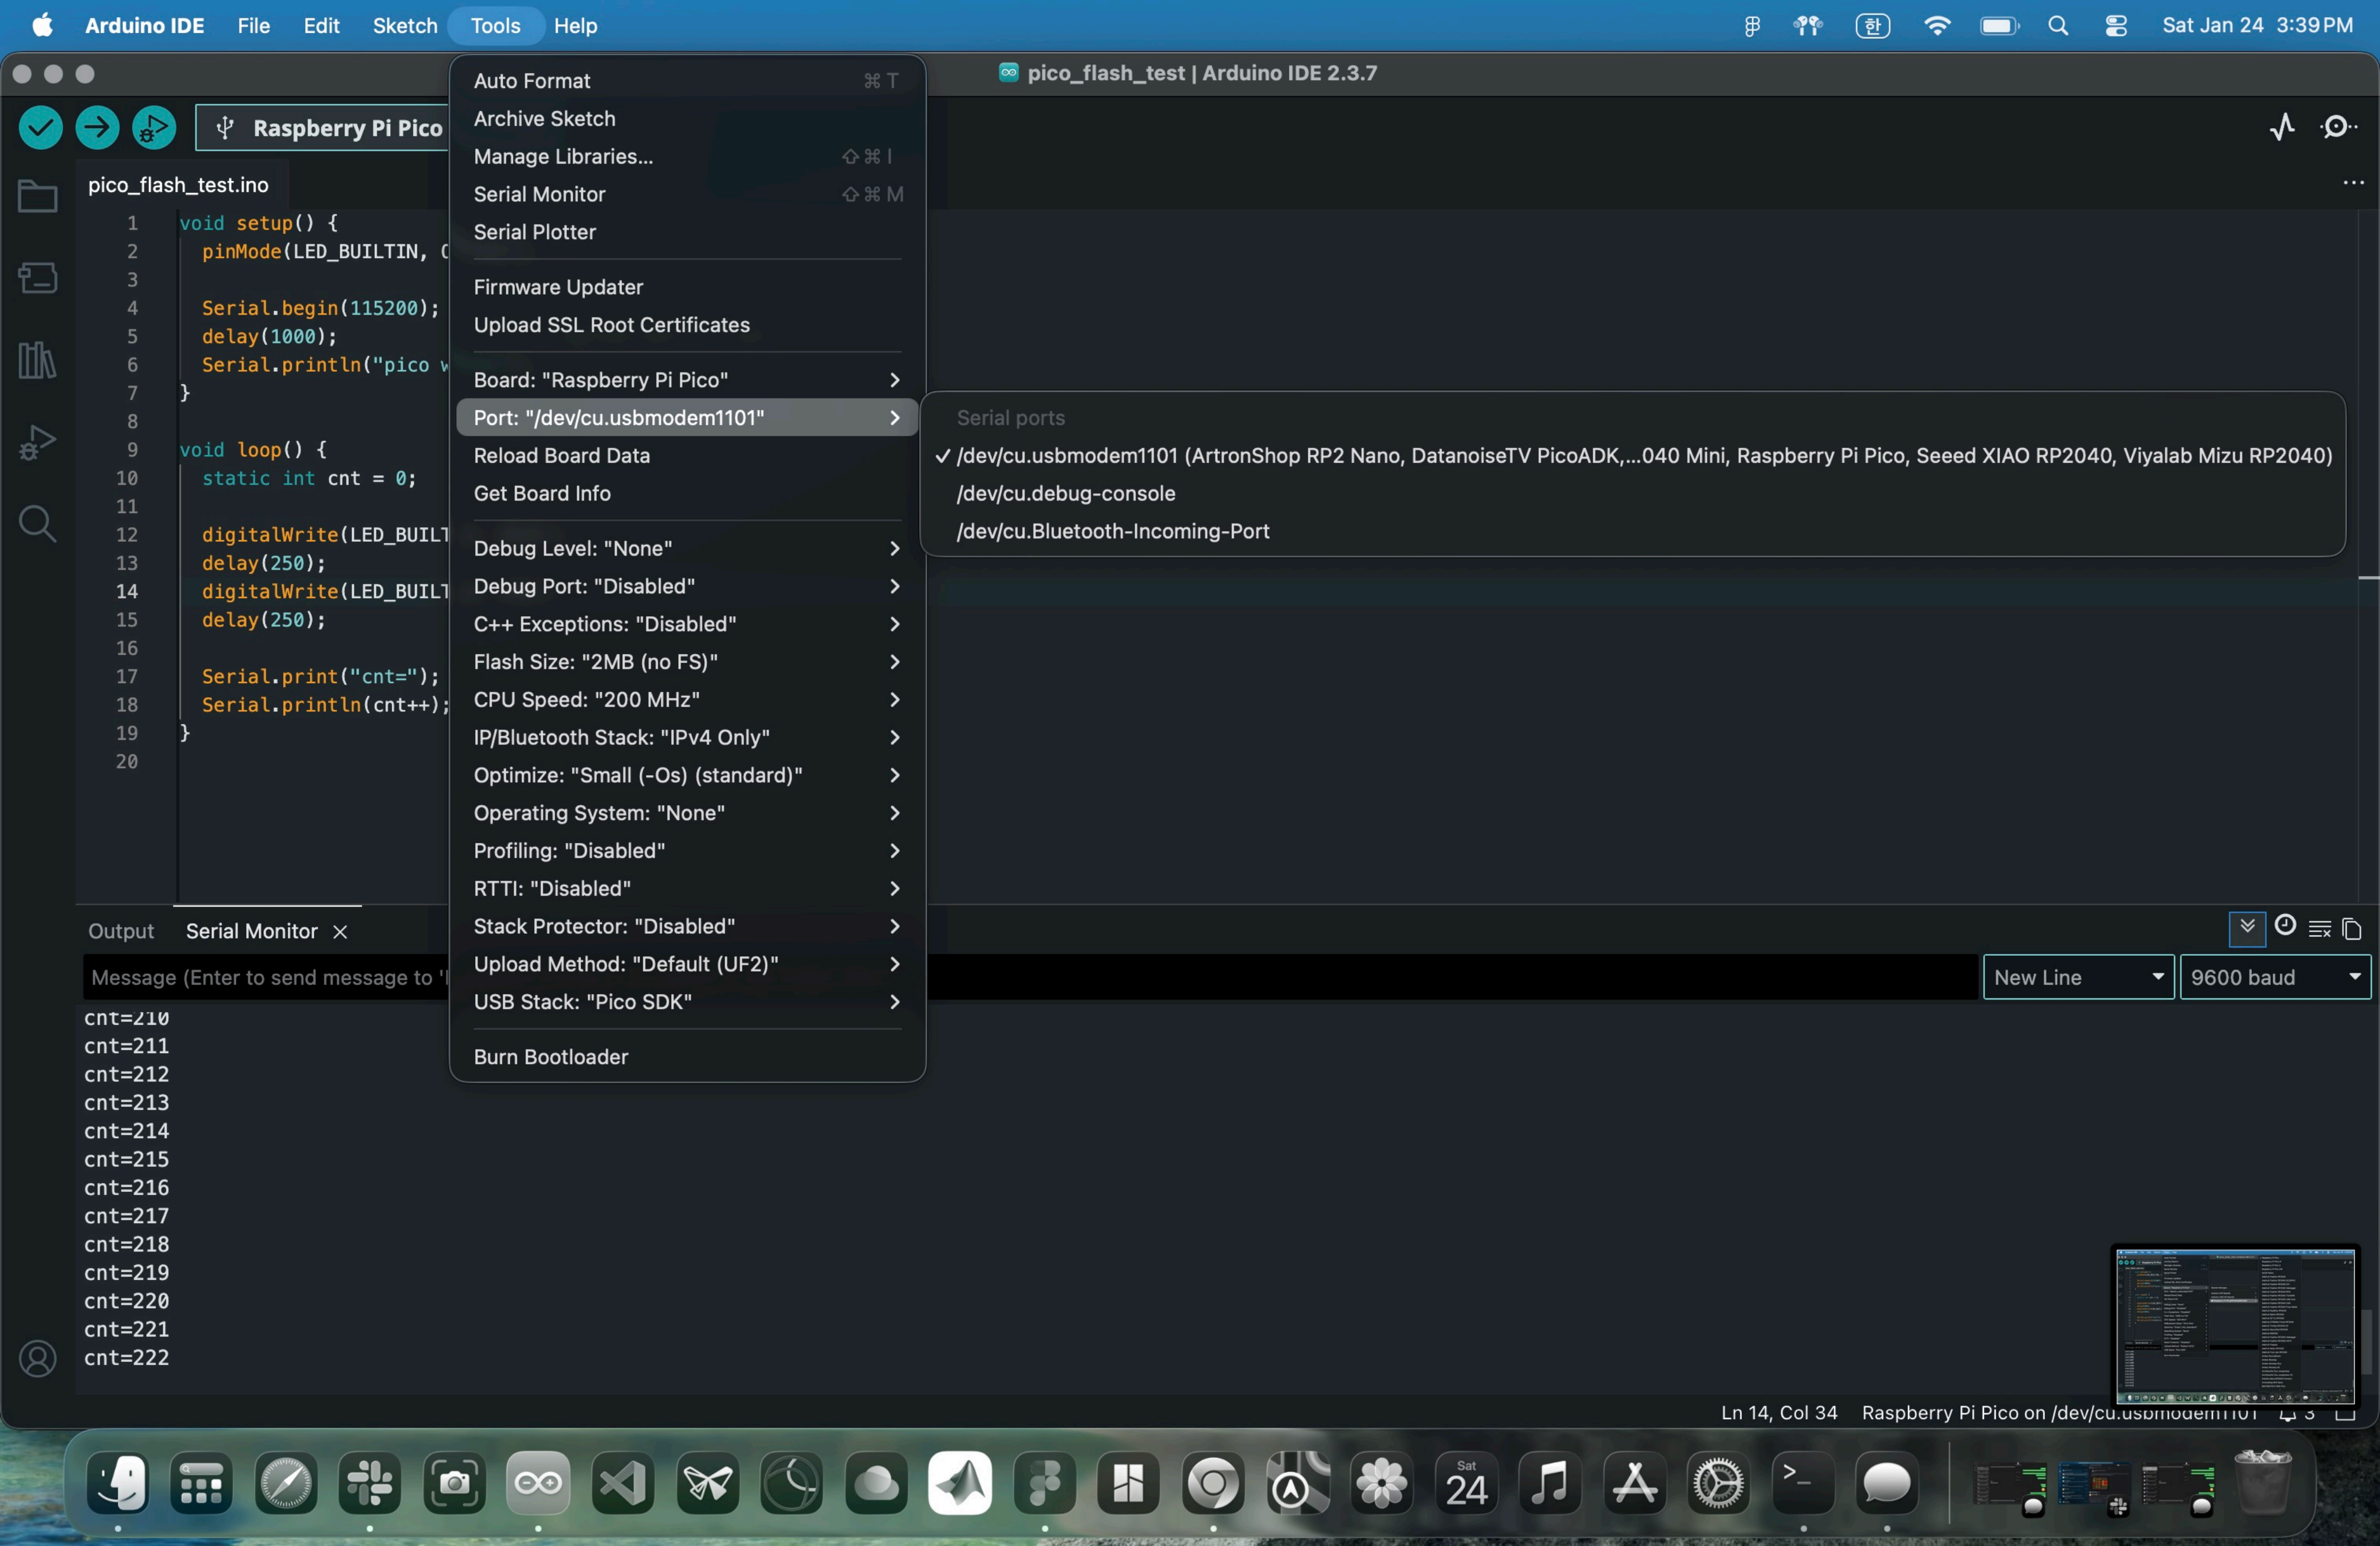 Arduino IDE File Edit Sketch Tools Help 한 Sat Jan 24 3:39 PM
pico_flash_test | Arduino IDE 2.3.7
Raspberry Pi Pico
pico_flash_test.ino
1 void setup() {
2 pinMode(LED_BUILTIN,
3
4 Serial.begin(115200);
5 delay(1000);
6 Serial.println("pico
7 }
8
9 void loop() {
10 static int cnt = 0;
11
12 digitalWrite(LED_BUILT
13 delay(250);
14 digitalWrite(LED_BUILT
15 delay(250);
16
17 Serial.print("cnt=");
18 Serial.println(cnt++);
19 }
20
Auto Format ⌘ T
Archive Sketch
Manage Libraries... ⇧ ⌘ I
Serial Monitor ⇧ ⌘ M
Serial Plotter
Firmware Updater
Upload SSL Root Certificates
Board: "Raspberry Pi Pico"
Port: "/dev/cu.usbmodem1101"
Reload Board Data
Get Board Info
Debug Level: "None"
Debug Port: "Disabled"
C++ Exceptions: "Disabled"
Flash Size: "2MB (no FS)"
CPU Speed: "200 MHz"
IP/Bluetooth Stack: "IPv4 Only"
Optimize: "Small (-Os) (standard)"
Operating System: "None"
Profiling: "Disabled"
RTTI: "Disabled"
Stack Protector: "Disabled"
Upload Method: "Default (UF2)"
USB Stack: "Pico SDK"
Burn Bootloader
Serial ports
✓ /dev/cu.usbmodem1101 (ArtronShop RP2 Nano, DatanoiseTV PicoADK,...040 Mini, Raspberry Pi Pico, Seeed XIAO RP2040, Viyalab Mizu RP2040)
/dev/cu.debug-console
/dev/cu.Bluetooth-Incoming-Port
Output Serial Monitor
Message (Enter to send message to '
New Line 9600 baud
cnt=210
cnt=211
cnt=212
cnt=213
cnt=214
cnt=215
cnt=216
cnt=217
cnt=218
cnt=219
cnt=220
cnt=221
cnt=222
Ln 14, Col 34 Raspberry Pi Pico on /dev/cu.usbmodem1101 3
Sat
24